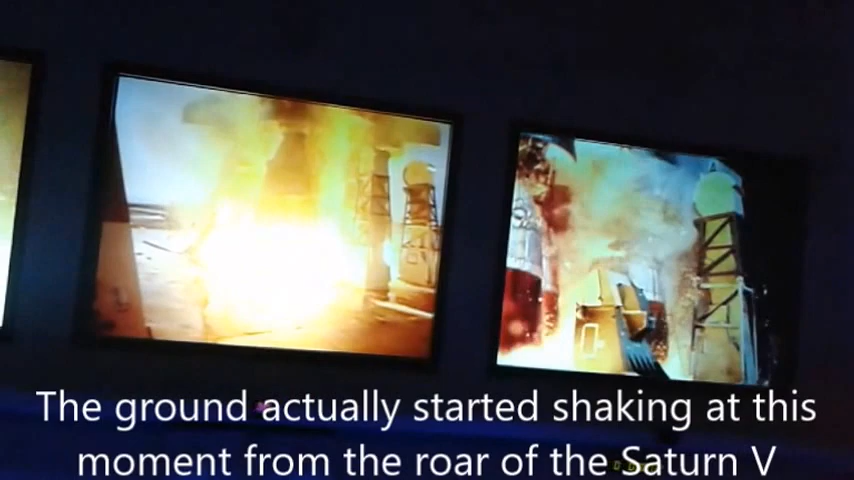 The ground actually started shaking at this
moment from the roar of the Saturn V